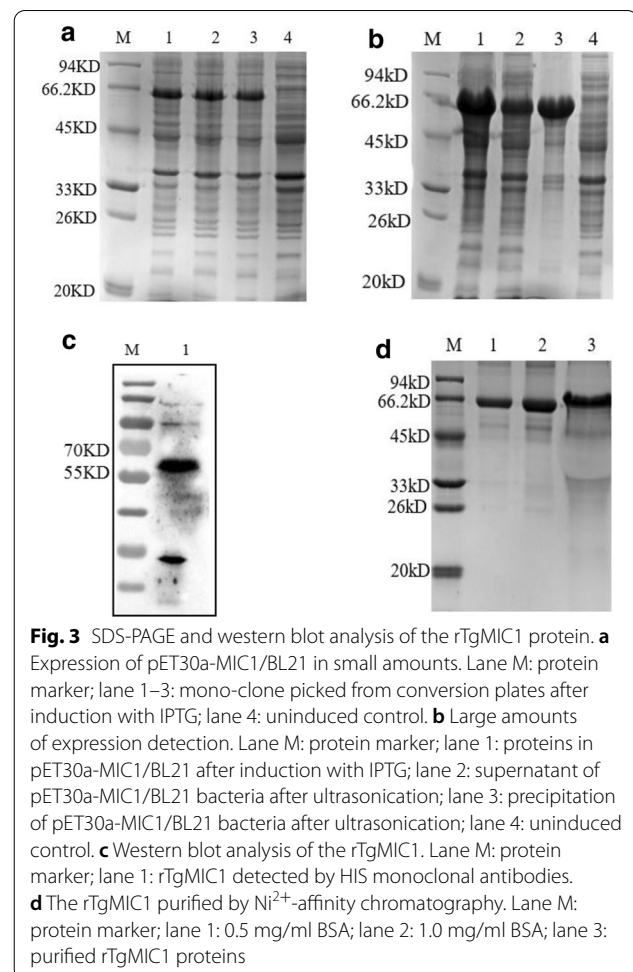 a
M 1 2 3 4
94KD
66.2KD
45KD
33KD
26KD
20KD
b
M 1 2 3 4
94kD
66.2kD
45kD
33kD
26kD
20kD
c
M 1
70KD
55KD
d
M 1 2 3
94kD
66.2kD
45kD
33kD
26kD
20kD
Fig. 3 SDS-PAGE and western blot analysis of the rTgMIC1 protein. a
Expression of pET30a-MIC1/BL21 in small amounts. Lane M: protein
marker; lane 1–3: mono-clone picked from conversion plates after
induction with IPTG; lane 4: uninduced control. b Large amounts
of expression detection. Lane M: protein marker; lane 1: proteins in
pET30a-MIC1/BL21 after induction with IPTG; lane 2: supernatant of
pET30a-MIC1/BL21 bacteria after ultrasonication; lane 3: precipitation
of pET30a-MIC1/BL21 bacteria after ultrasonication; lane 4: uninduced
control. c Western blot analysis of the rTgMIC1. Lane M: protein
marker; lane 1: rTgMIC1 detected by HIS monoclonal antibodies.
d The rTgMIC1 purified by Ni²⁺-affinity chromatography. Lane M:
protein marker; lane 1: 0.5 mg/ml BSA; lane 2: 1.0 mg/ml BSA; lane 3:
purified rTgMIC1 proteins